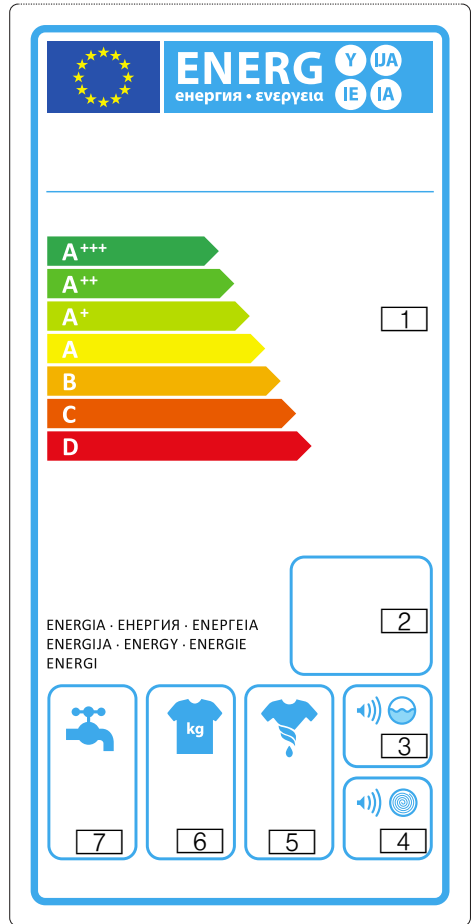 ENERG Y IJA
енергия · ενεργεια IE IA
A+++
A++
A+
1
A
B
C
D
2
ENERGIA · ЕНЕРГИЯ · ΕΝΕΡΓΕΙΑ
ENERGIJA · ENERGY · ENERGIE
ENERGI
kg
3
7
6
5
4